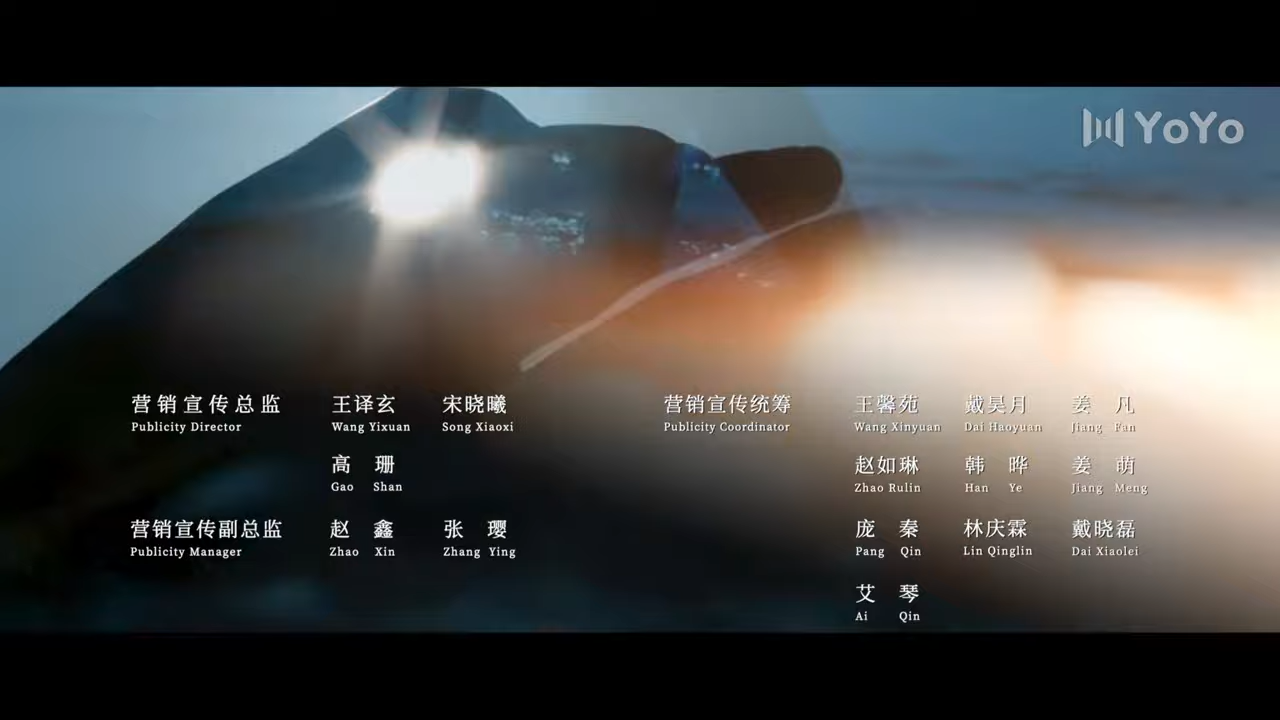 YoYo
营销宣传总监 王译玄 宋晓曦
Publicity Director Wang Yixuan Song Xiaoxi
高 珊
Gao Shan
营销宣传副总监 赵 鑫 张 璎
Publicity Manager Zhao Xin Zhang Ying
营销宣传统筹 王馨苑 戴昊月 姜 凡
Publicity Coordinator Wang Xinyuan Dai Haoyuan Jiang Fan
赵如琳 韩 晔 姜 萌
Zhao Rulin Han Ye Jiang Meng
庞 秦 林庆霖 戴晓磊
Pang Qin Lin Qinglin Dai Xiaolei
艾 琴
Ai Qin